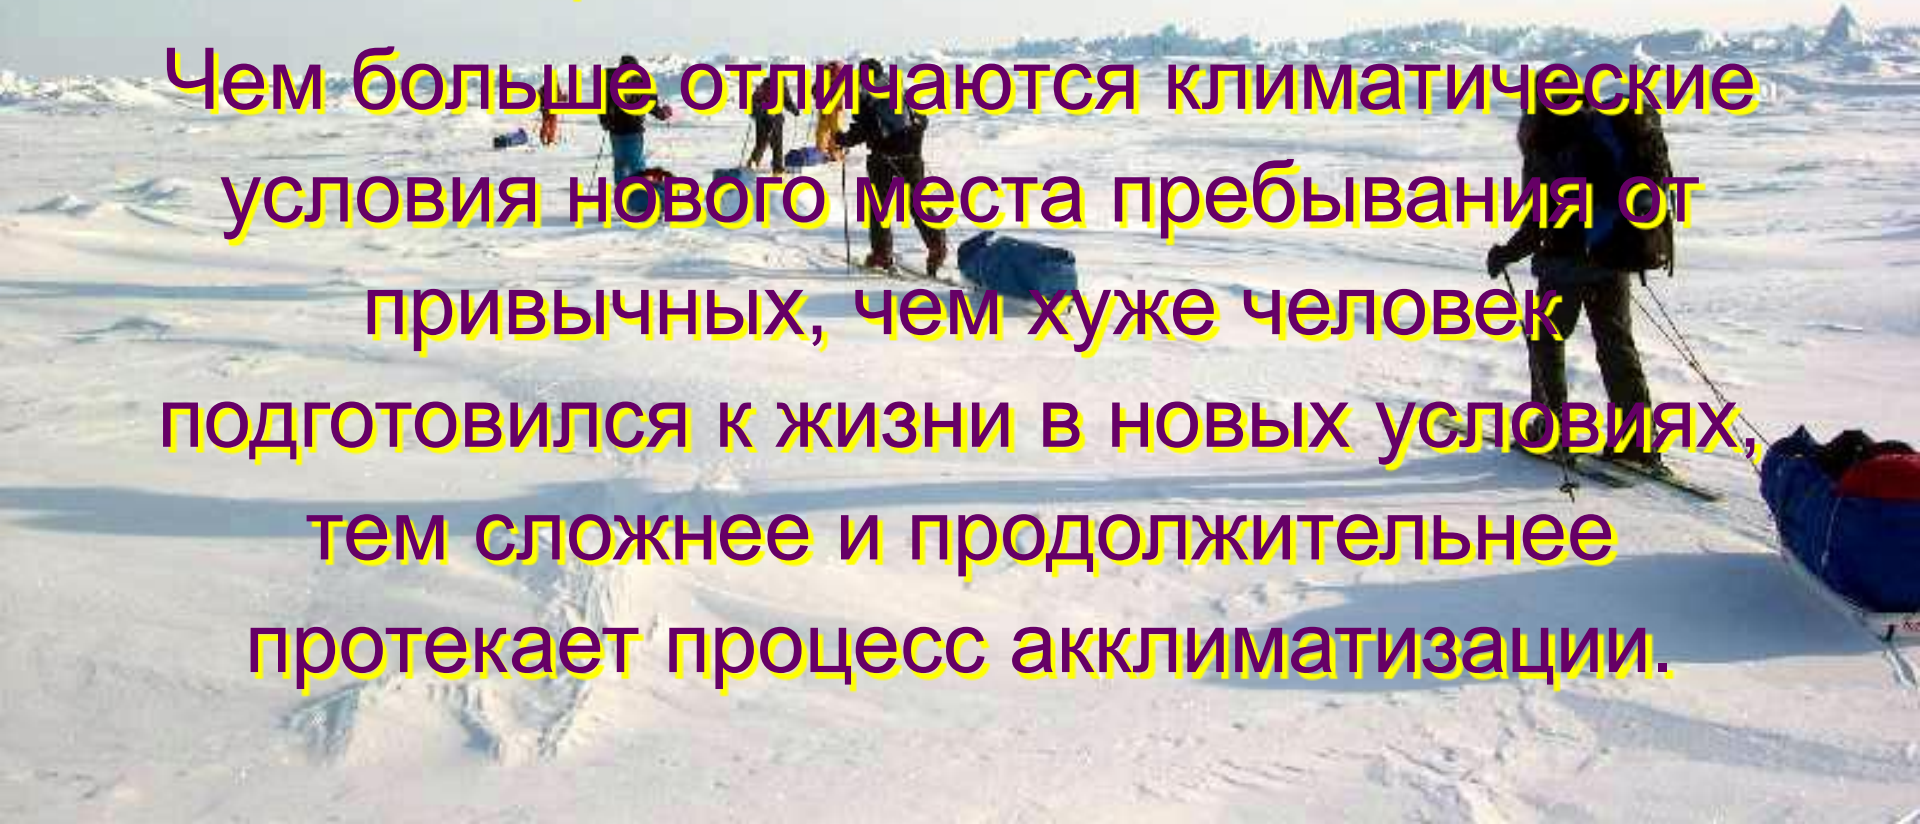 Чем больше отличаются климатические
условия нового места пребывания от
привычных, чем хуже человек
подготовился к жизни в новых условиях,
тем сложнее и продолжительнее
протекает процесс акклиматизации.